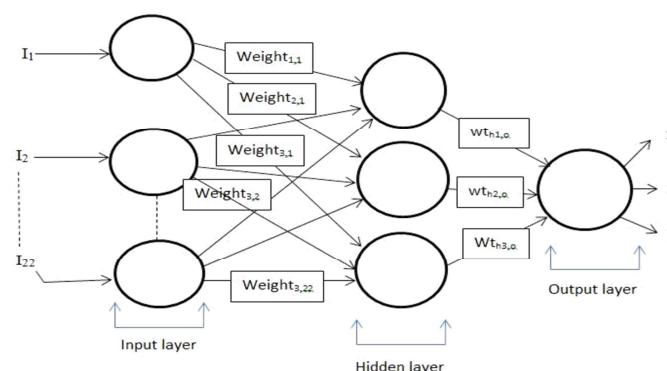 I1
Weight1,1
Weight2,1
wth1,o.
I2
Weight3,1
Weight3,2
wth2,o.
I22
Weight3,22
Wth3,o.
Output layer
Input layer
Hidden layer